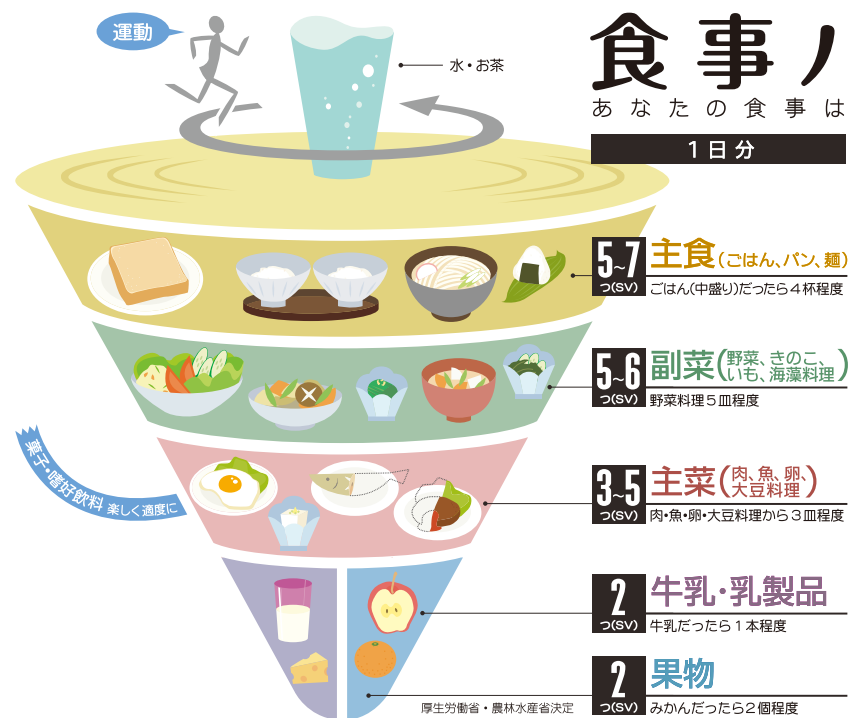 運動
水・お茶
食事ノ
あなたの食事は
1日分
5~7
つ(SV)
主食(ごはん、パン、麺)
ごはん(中盛り)だったら4杯程度
5~6
つ(SV)
副菜(野菜、きのこ、
いも、海藻料理)
野菜料理5皿程度
菓子・嗜好飲料 楽しく適度に
3~5
つ(SV)
主菜(肉、魚、卵、
大豆料理)
肉・魚・卵・大豆料理から3皿程度
2
つ(SV)
牛乳・乳製品
牛乳だったら1本程度
2
つ(SV)
果物
みかんだったら2個程度
厚生労働省・農林水産省決定